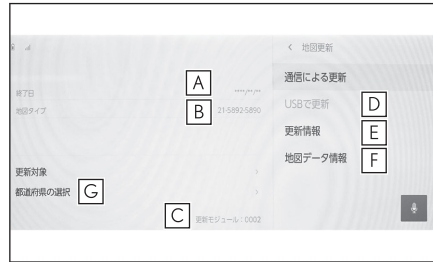 地図更新
通信による更新
A
終了日 ****/**/**
USBで更新 D
地図タイプ B 21-5892-5890
更新情報 E
地図データ情報 F
更新対象
都道府県の選択 G
C 更新モジュール：0002